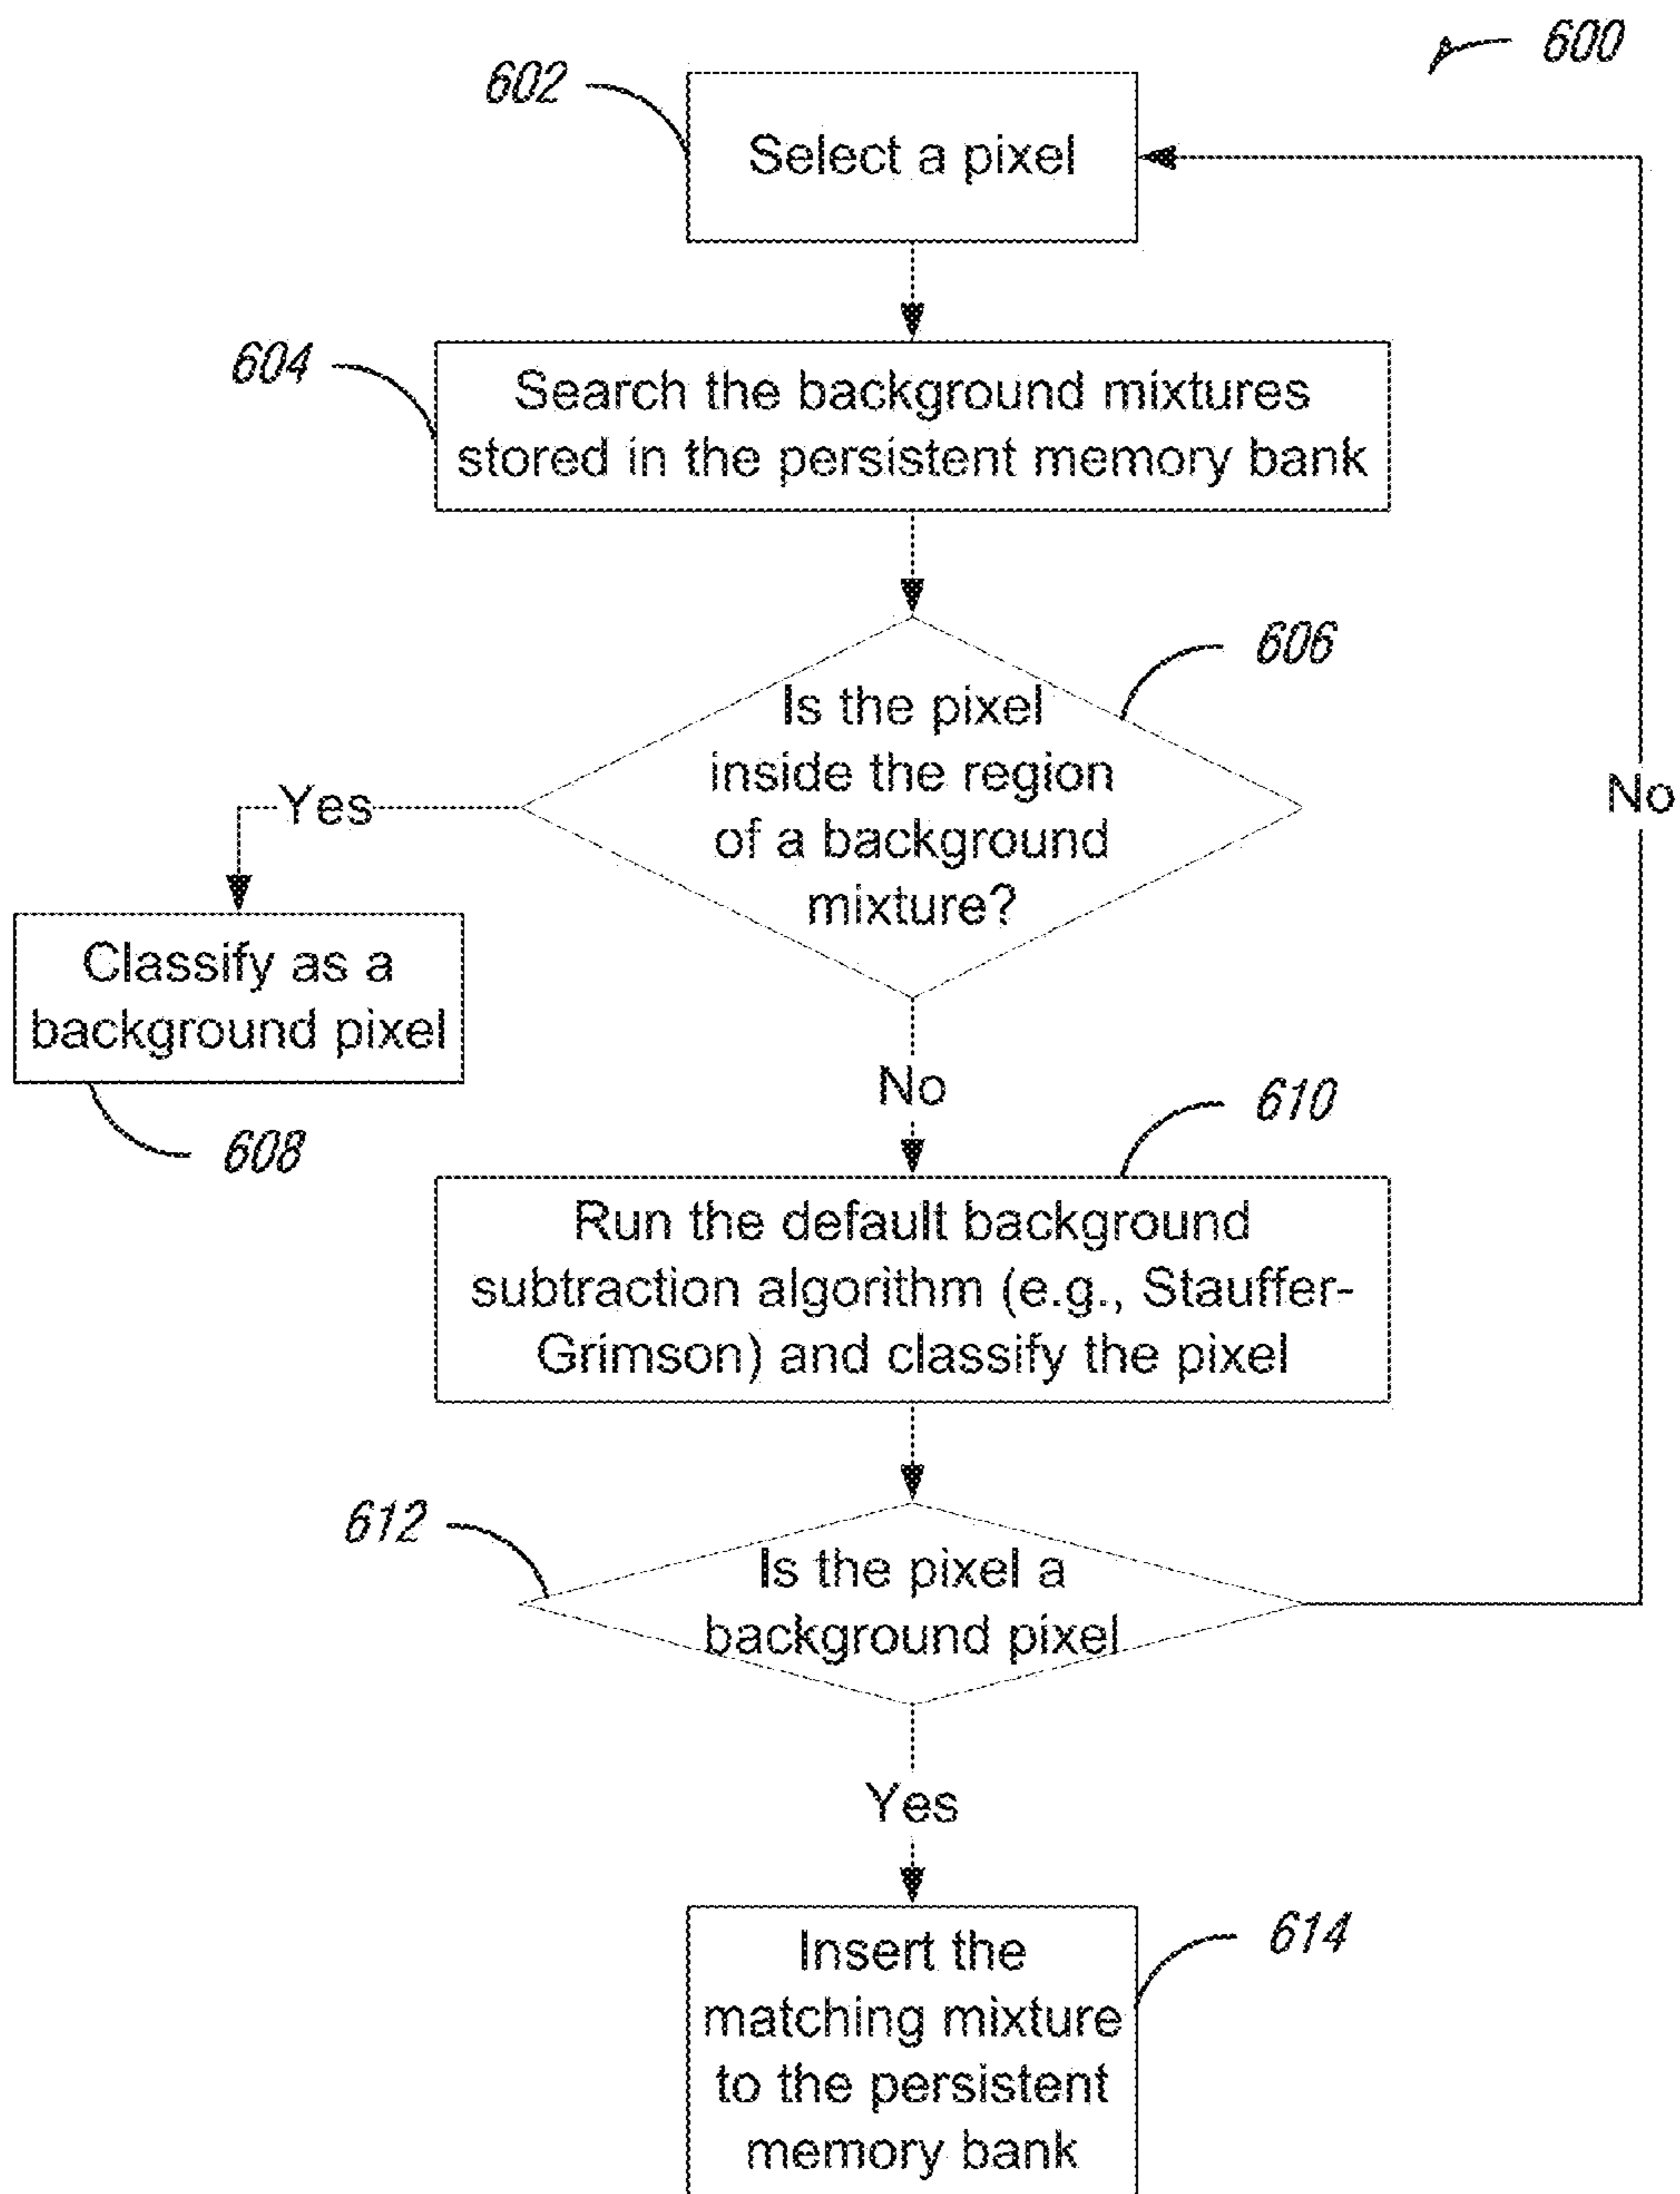 600
602
Select a pixel
604
Search the background mixtures
stored in the persistent memory bank
606
Is the pixel
inside the region
of a background
mixture?
Yes
No
Classify as a
background pixel
608
No
610
Run the default background
subtraction algorithm (e.g., Stauffer-
Grimson) and classify the pixel
612
Is the pixel a
background pixel
Yes
614
Insert the
matching mixture
to the persistent
memory bank